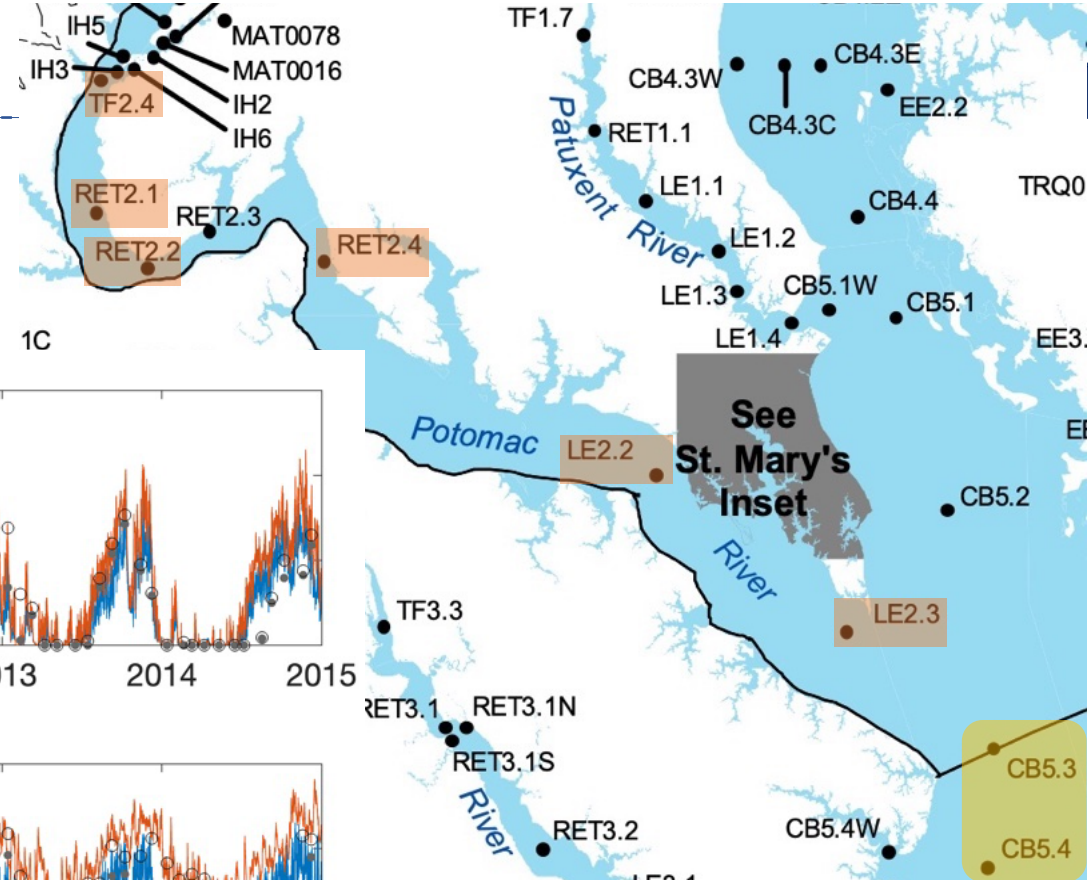 TF1.7
IH5
MAT0078
CB4.3E
IH3
MAT0016
CB4.3W
TF2.4
IH2
EE2.2
CB4.3C
IH6
RET1.1
Patuxent River
RET2.1
LE1.1
TRQ0
RET2.3
CB4.4
RET2.2
RET2.4
LE1.2
CB5.1W
LE1.3
CB5.1
1C
LE1.4
EE3.
See
St. Mary's
Inset
Potomac
LE2.2
CB5.2
River
TF3.3
LE2.3
13
2014
2015
RET3.1
RET3.1N
RET3.1S
CB5.3
River
RET3.2
CB5.4W
CB5.4